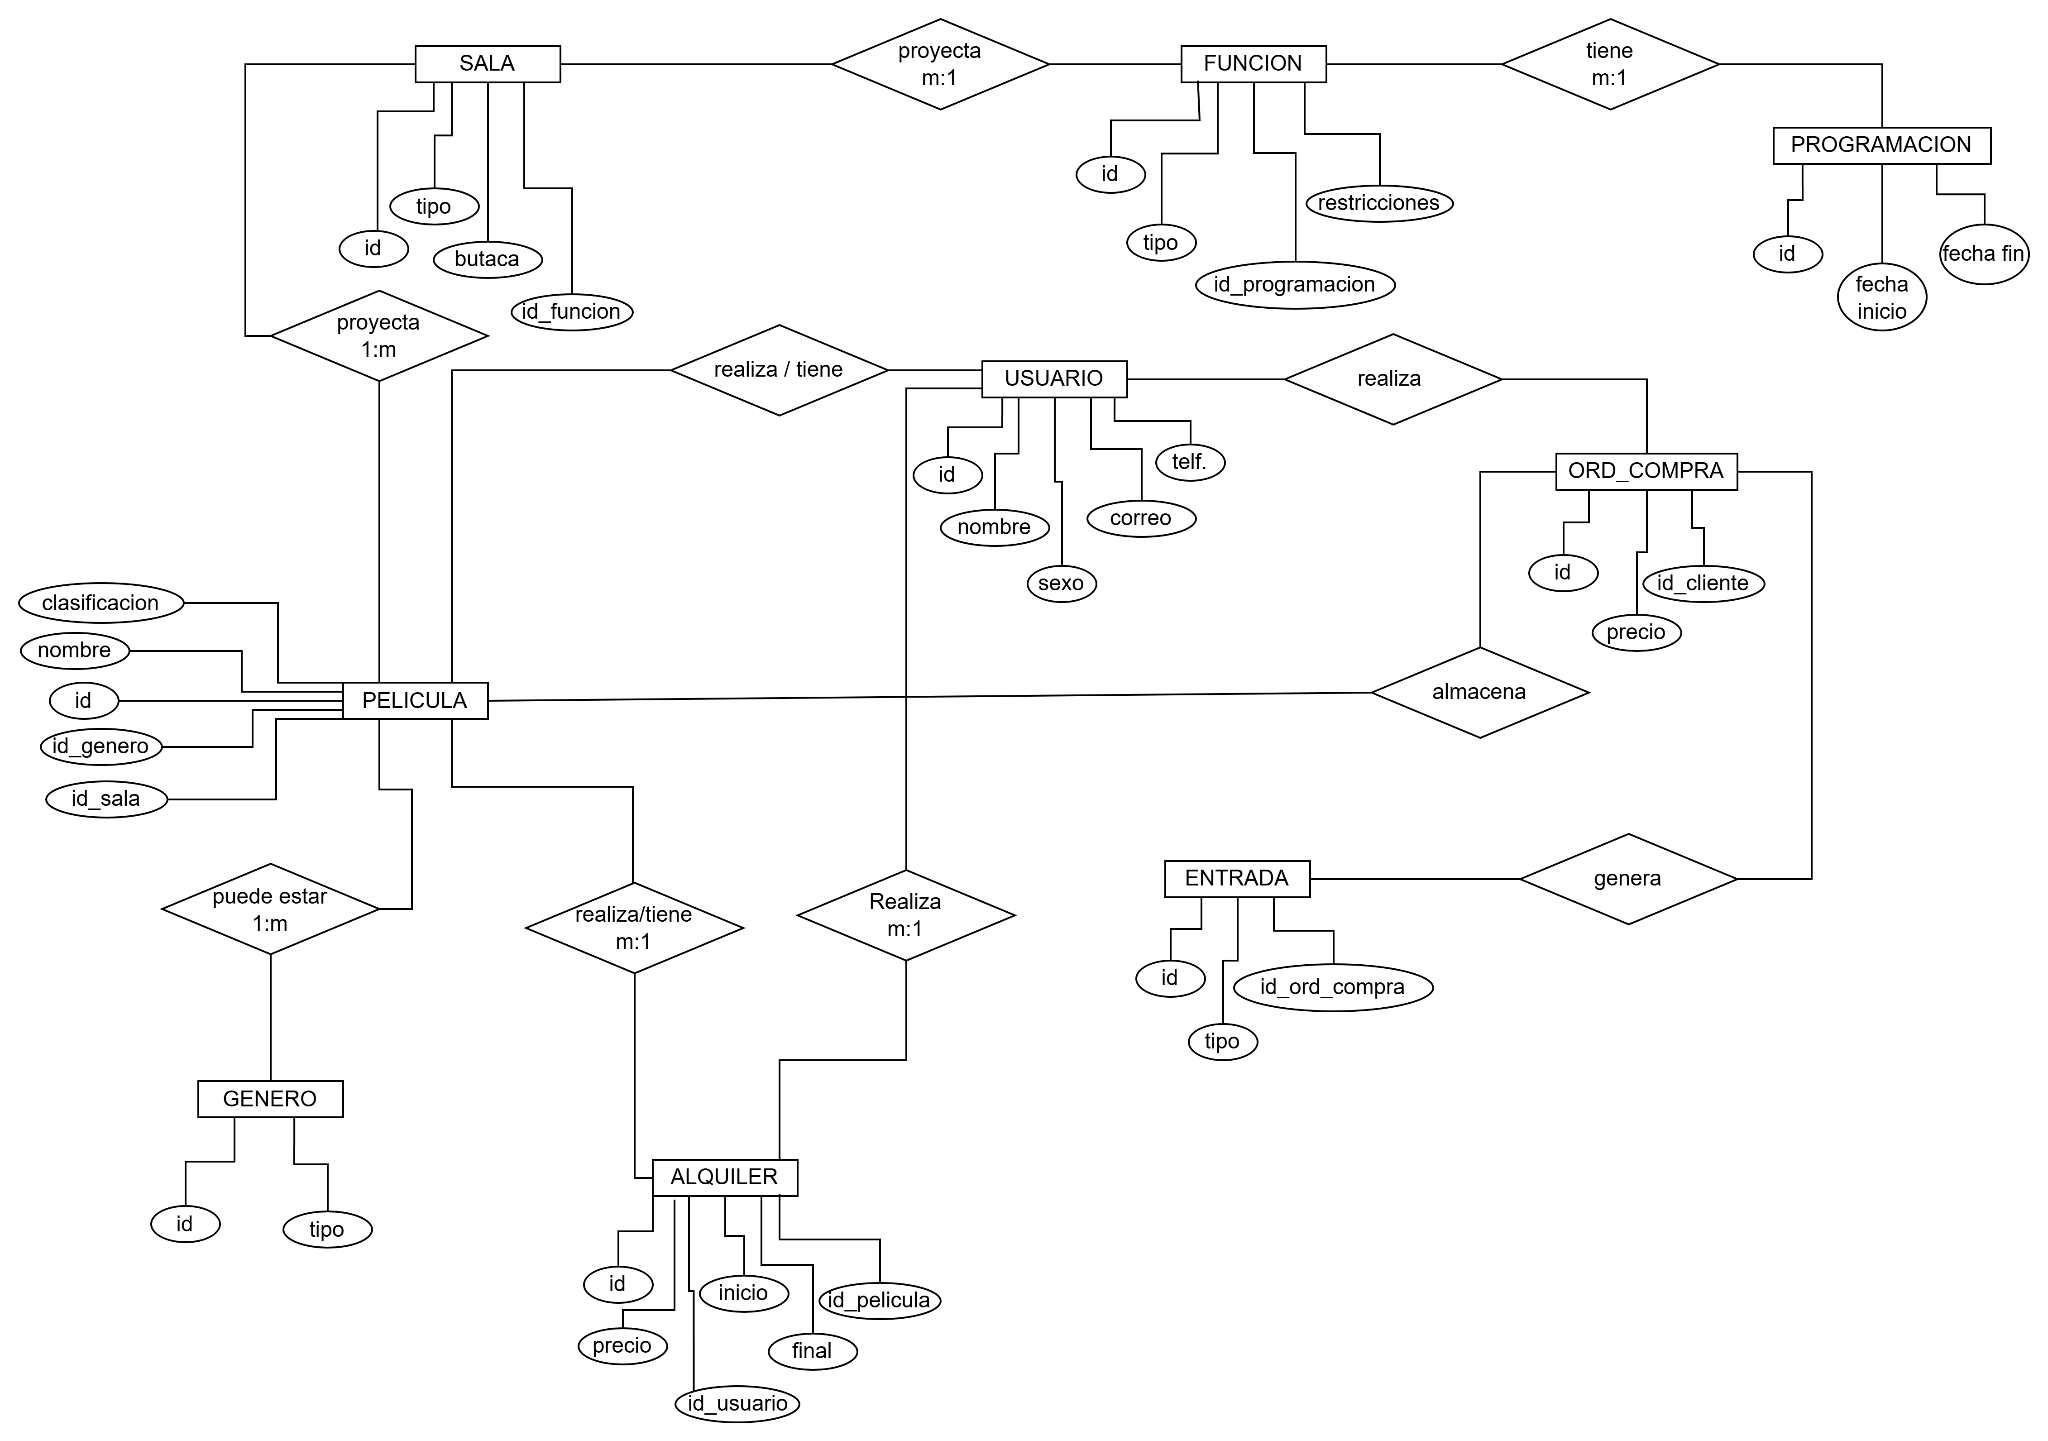 SALA
proyecta
m:1
FUNCION
tiene
m:1
PROGRAMACION
id
tipo
butaca
id_funcion
id
tipo
id_programacion
restricciones
id
fecha
inicio
fecha fin
proyecta
1:m
realiza / tiene
USUARIO
realiza
id
nombre
sexo
correo
telf.
ORD_COMPRA
id
precio
id_cliente
clasificacion
nombre
id
id_genero
id_sala
PELICULA
almacena
puede estar
1:m
realiza/tiene
m:1
Realiza
m:1
ENTRADA
genera
id
tipo
id_ord_compra
GENERO
id
tipo
ALQUILER
id
precio
id_usuario
inicio
final
id_pelicula